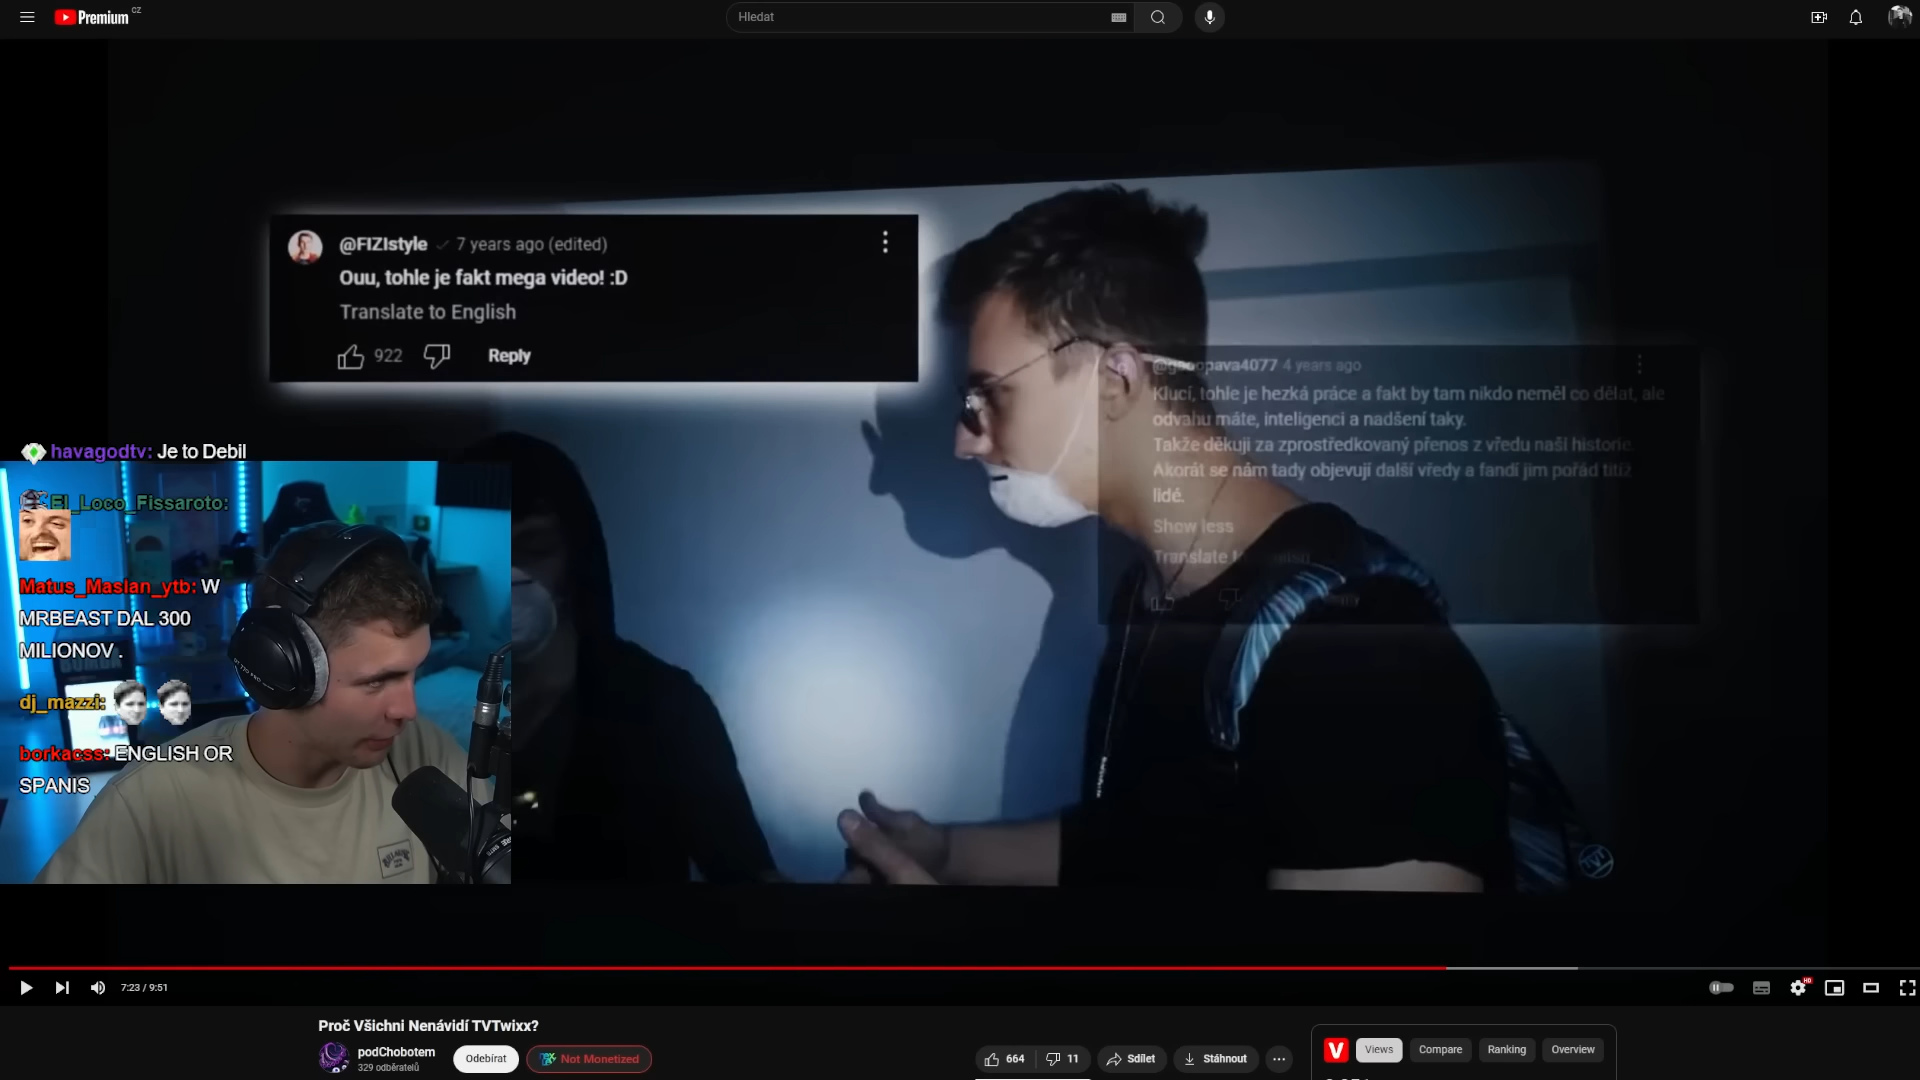 Premium CZ
Hledat
@FIZIstyle 7 years ago (edited)
Ouu, tohle je fakt mega video! :D
Translate to English
922 Reply
4 years ago
Kluci, tohle je hezká práce a fakt by tam nikdo neměl co dělat, ale
odvahu máte, inteligenci a nadšení taky.
Takže děkuji za zprostředkovaný přenos z vředu naší historie.
Akorát se nám tady objevují další vředy a fandí jim pořád titíž
lidé.
Show less
Translate
havagodtv: Je to Debil
El_Loco_Fissaroto:
Matus_Maslan_ytb: W
MRBEAST DAL 300
MILIONOV .
dj_mazzi:
borkacss: ENGLISH OR
SPANIS
TVT
7:23 / 9:51
HD
Proč Všichni Nenávidí TVTwixx?
podChobotem
329 odběratelů
Odebírat
Not Monetized
664
11
Sdílet
Stáhnout
Views
Compare
Ranking
Overview